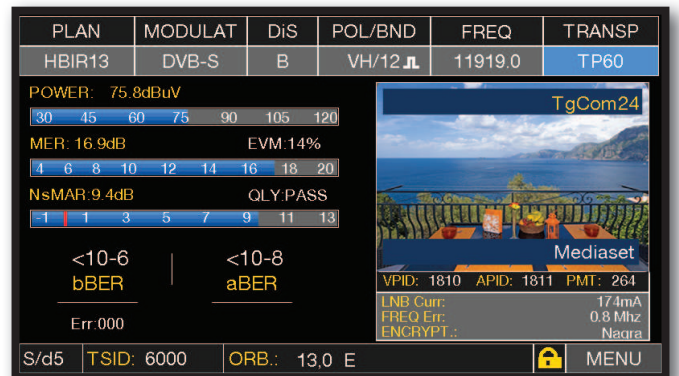 PLAN MODULAT DiS POL/BND FREQ TRANSP
HBIR13 DVB-S B VH/12 11919.0 TP60
POWER: 75.8dBuV
30 45 60 75 90 105 120
MER: 16.9dB EVM:14%
4 6 8 10 12 14 16 18 20
NsMAR:9.4dB QLY:PASS
-1 1 3 5 7 9 11 13
<10-6 <10-8
bBER aBER
Err:000
TgCom24
Mediaset
VPID: 1810 APID: 1811 PMT: 264
LNB Curr: 174mA
FREQ Err: 0.8 Mhz
ENCRYPT.: Nagra
S/d5 TSID: 6000 ORB.: 13,0 E MENU